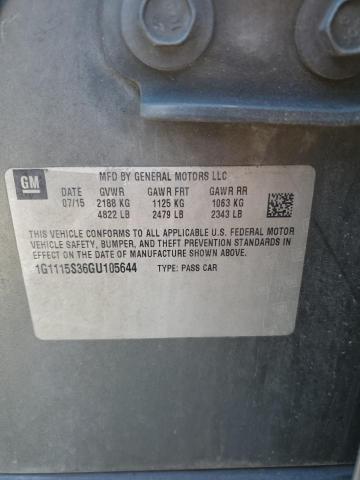 MFD BY GENERAL MOTORS LLC
GM
DATE GVWR GAWR FRT GAWR RR
07/15 2188 KG 1125 KG 1063 KG
4822 LB 2479 LB 2343 LB
THIS VEHICLE CONFORMS TO ALL APPLICABLE U.S. FEDERAL MOTOR
VEHICLE SAFETY, BUMPER, AND THEFT PREVENTION STANDARDS IN
EFFECT ON THE DATE OF MANUFACTURE SHOWN ABOVE.
1G1115S36GU105644 TYPE: PASS CAR